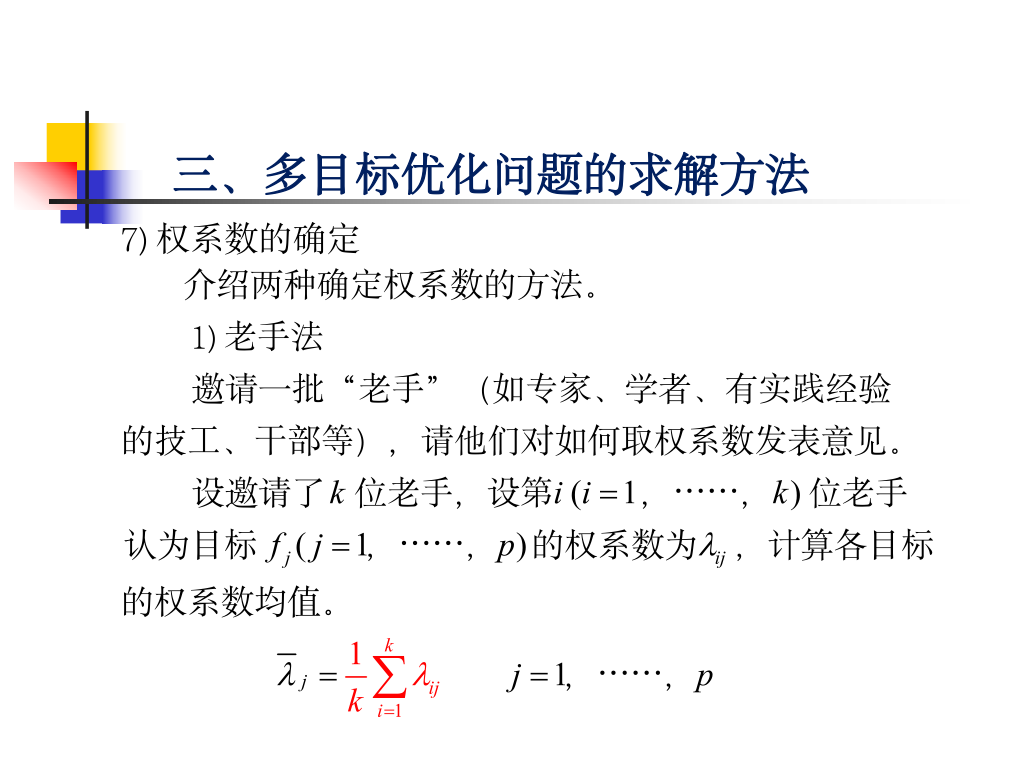 三、多目标优化问题的求解方法
7) 权系数的确定
介绍两种确定权系数的方法。
1) 老手法
邀请一批“老手”（如专家、学者、有实践经验
的技工、干部等），请他们对如何取权系数发表意见。
设邀请了 k 位老手，设第i (i = 1，……，k) 位老手
认为目标 f_j ( j = 1，……，p) 的权系数为λ_ij ，计算各目标
的权系数均值。
λ̅_j = 1/k ∑_{i=1}^{k} λ_ij   j = 1，……，p